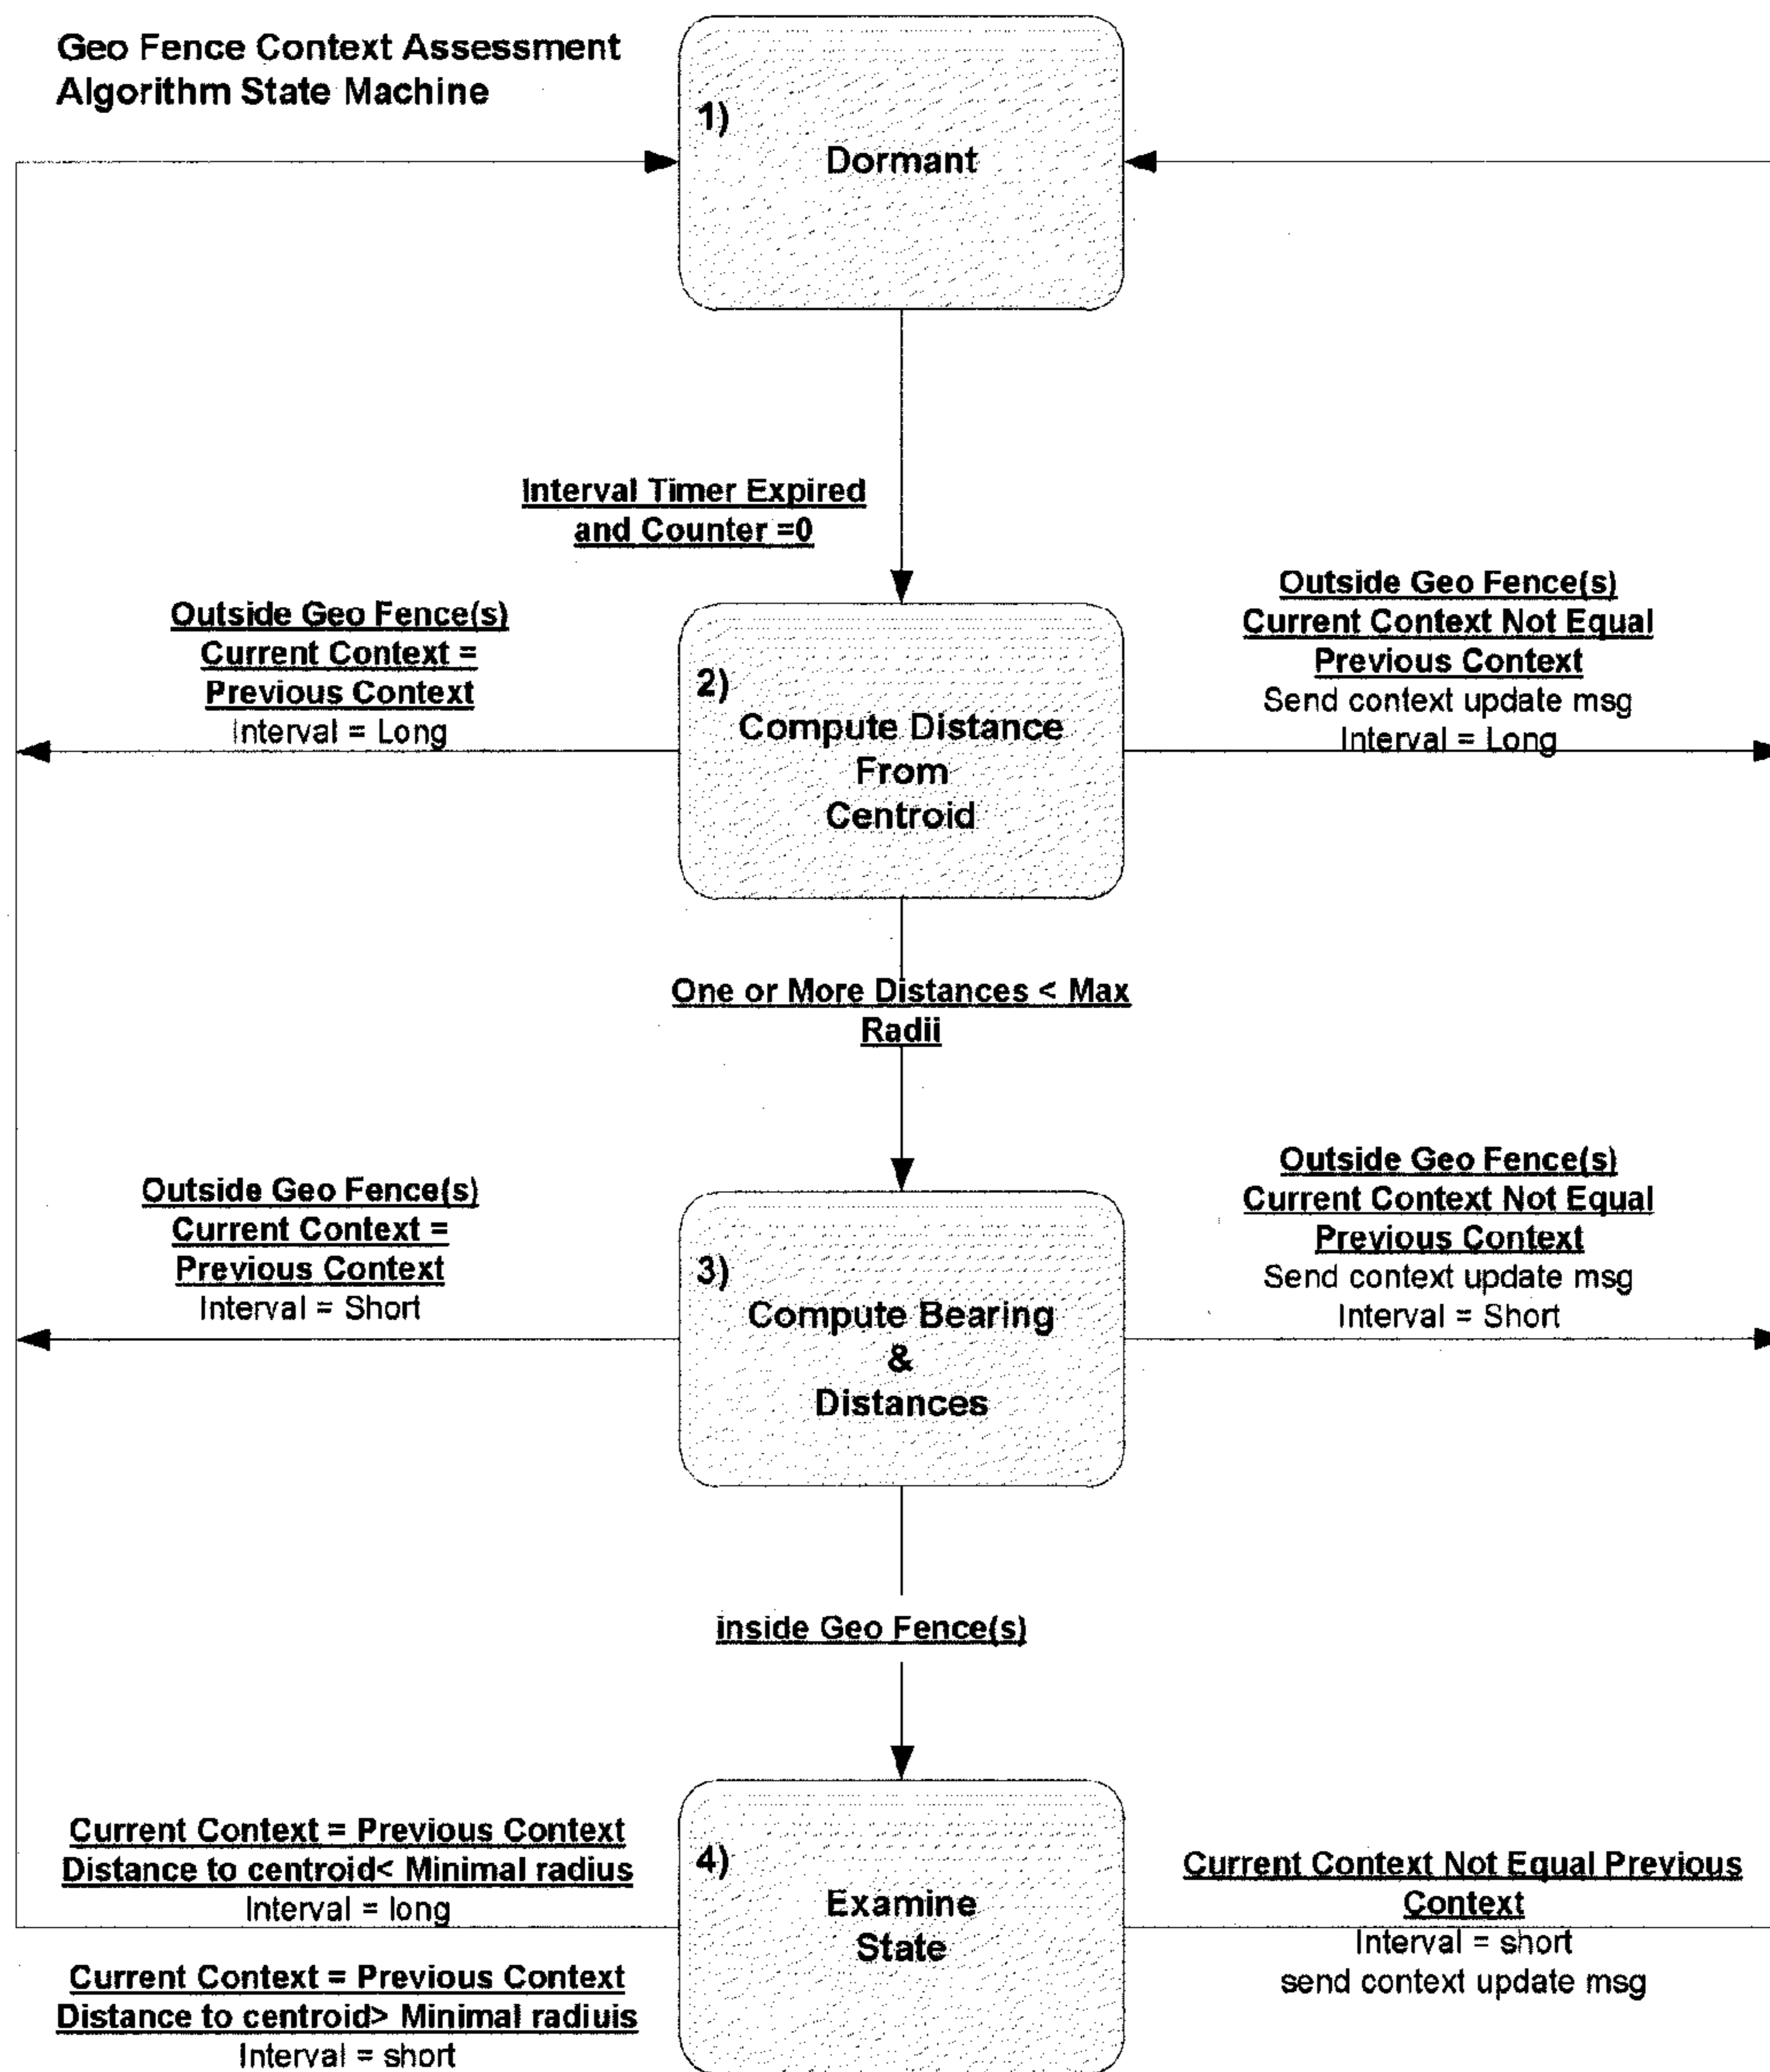 Geo Fence Context Assessment
Algorithm State Machine
1)
Dormant
Interval Timer Expired
and Counter =0
Outside Geo Fence(s)
Current Context =
Previous Context
Interval = Long
2)
Compute Distance
From
Centroid
Outside Geo Fence(s)
Current Context Not Equal
Previous Context
Send context update msg
Interval = Long
One or More Distances < Max
Radii
Outside Geo Fence(s)
Current Context =
Previous Context
Interval = Short
3)
Compute Bearing
&
Distances
Outside Geo Fence(s)
Current Context Not Equal
Previous Context
Send context update msg
Interval = Short
inside Geo Fence(s)
Current Context = Previous Context
Distance to centroid< Minimal radius
Interval = long
Current Context = Previous Context
Distance to centroid> Minimal radiuis
Interval = short
4)
Examine
State
Current Context Not Equal Previous
Context
Interval = short
send context update msg